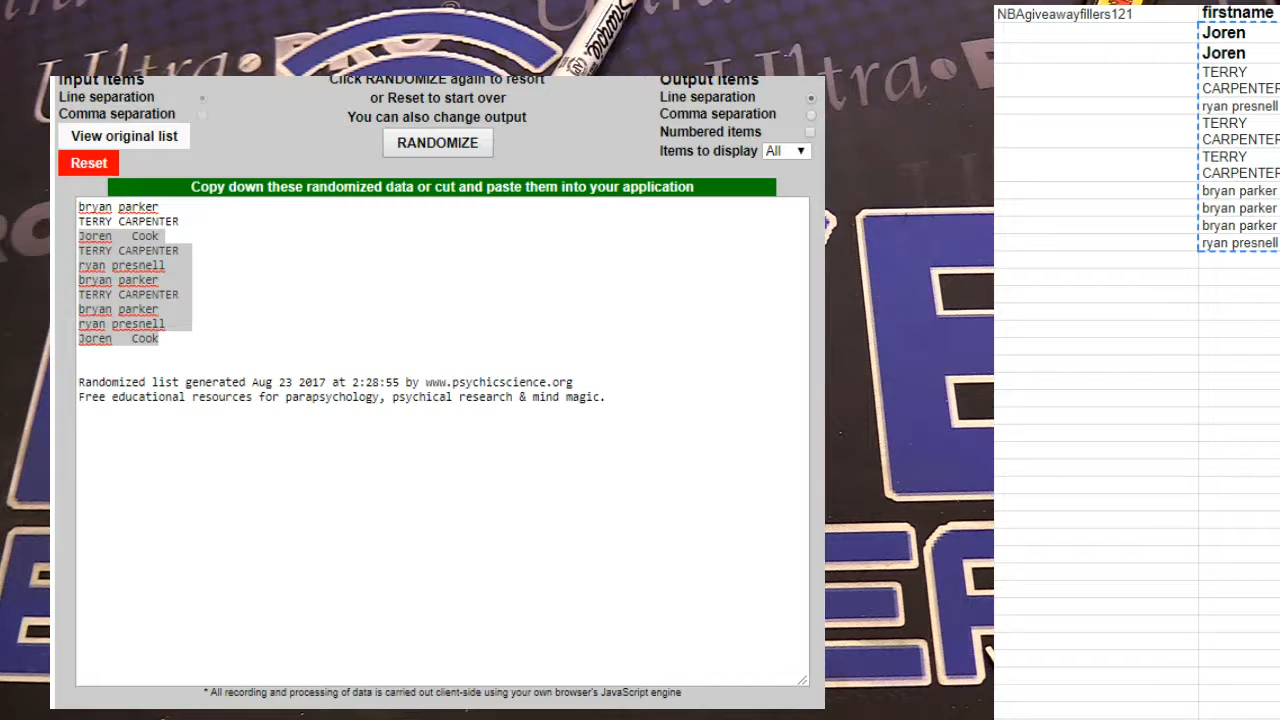 Sharpie
Ultra PRO
Ultra
Input Items
Line separation
Comma separation
View original list
Reset
Click RANDOMIZE again to resort
or Reset to start over
You can also change output
RANDOMIZE
Output Items
Line separation
Comma separation
Numbered items
Items to display All
Copy down these randomized data or cut and paste them into your application
bryan parker
TERRY CARPENTER
Joren Cook
TERRY CARPENTER
ryan presnell
bryan parker
TERRY CARPENTER
bryan parker
ryan presnell
Joren Cook
Randomized list generated Aug 23 2017 at 2:28:55 by www.psychicscience.org
Free educational resources for parapsychology, psychical research & mind magic.
* All recording and processing of data is carried out client-side using your own browser's JavaScript engine
NBAgiveawayfillers121
firstname
Joren
Joren
TERRY
CARPENTER
ryan presnell
TERRY
CARPENTER
TERRY
CARPENTER
bryan parker
bryan parker
bryan parker
ryan presnell